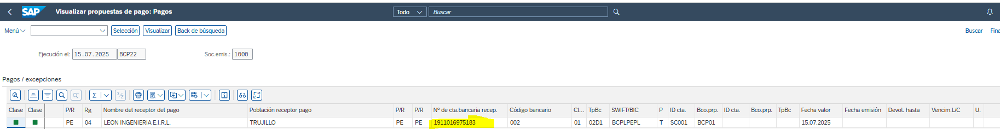 SAP Visualizar propuestas de pago: Pagos Todo Buscar
Menú Selección Visualizar Back de búsqueda Buscar Fina
Ejecución el: 15.07.2025 BCP22 Soc.emis.: 1000
Pagos / excepciones
Clase Clase P/R Rg Nombre del receptor del pago Población receptor pago P/R P/R Nº de cta.bancaria recep. Código bancario Cl... TpBc SWIFT/BIC P ID cta. Bco.prp. ID cta. Bco.prp. TpBc Fecha valor Fecha emisión Devol. hasta Vencim.L/C U.
PE 04 LEON INGENIERIA E.I.R.L. TRUJILLO PE PE 1911016975183 002 01 02D1 BCPLPEPL T SC001 BCP01 15.07.2025